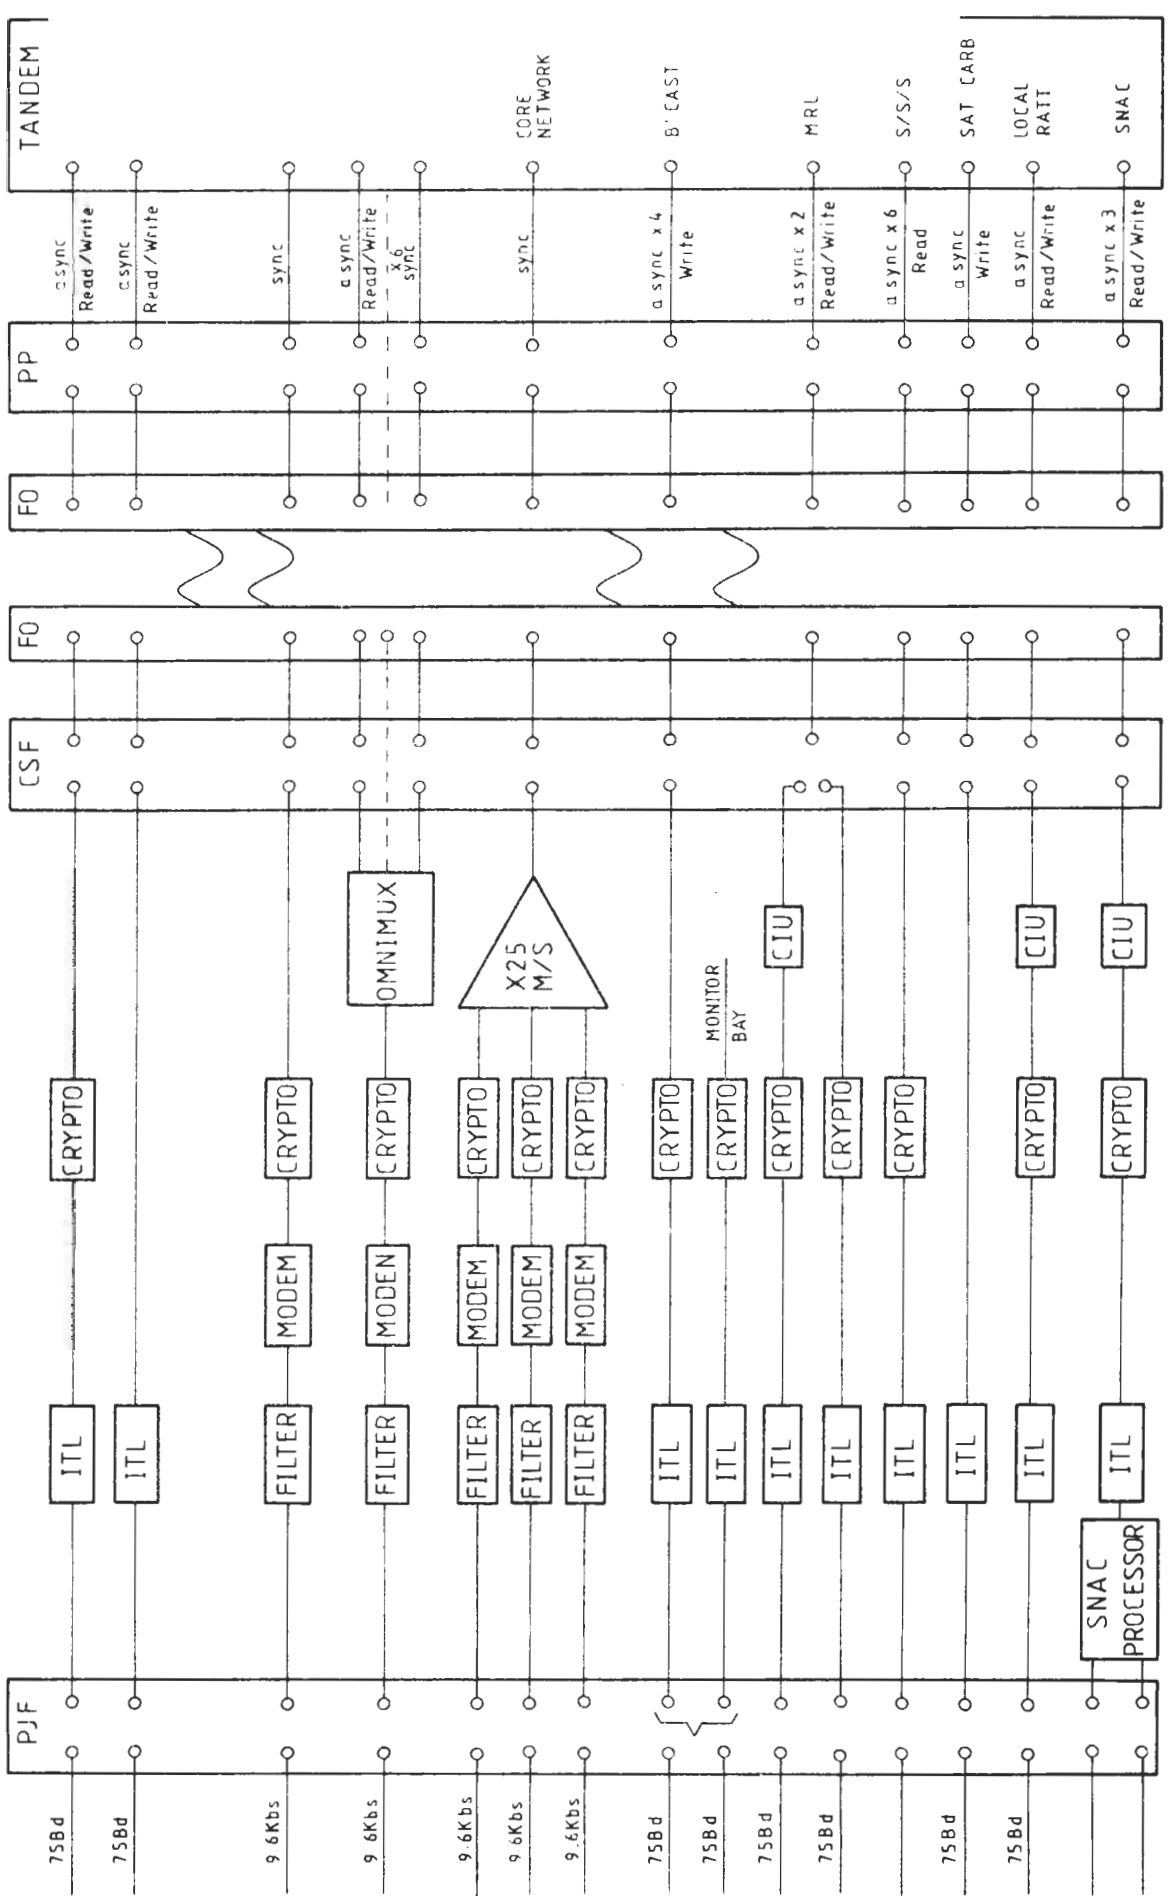 PJF
CSF
FO
FO
PP
TANDEM
75Bd
ITL
CRYPTO
async
Read/Write
75Bd
ITL
async
Read/Write
9.6Kbs
FILTER
MODEM
CRYPTO
sync
9.6Kbs
FILTER
MODEN
CRYPTO
OMNIMUX
async
Read/Write
x6
sync
9.6Kbs
FILTER
MODEM
CRYPTO
9.6Kbs
FILTER
MODEM
CRYPTO
X25
M/S
sync
CORE
NETWORK
9.6Kbs
FILTER
MODEM
CRYPTO
75Bd
ITL
CRYPTO
async x 4
Write
B'CAST
75Bd
ITL
CRYPTO
MONITOR
BAY
75Bd
ITL
CRYPTO
CIU
async x 2
Read/Write
MRL
75Bd
ITL
CRYPTO
ITL
CRYPTO
async x6
Read
S/S/S
75Bd
ITL
async
Write
SAT CARB
75Bd
ITL
CRYPTO
CIU
async
Read/Write
LOCAL
RATT
SNAC
PROCESSOR
ITL
CRYPTO
CIU
async x 3
Read/Write
SNAC